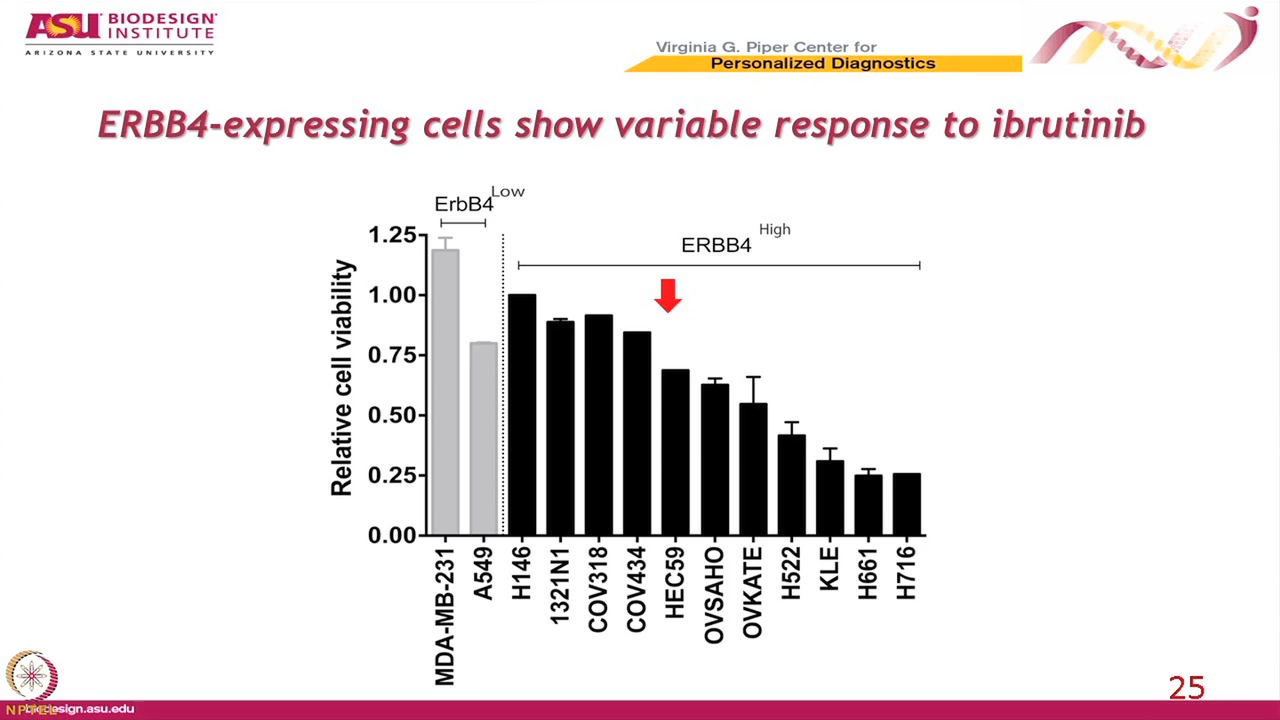 ASU BIODESIGN
INSTITUTE
ARIZONA STATE UNIVERSITY
Virginia G. Piper Center for
Personalized Diagnostics
ERBB4-expressing cells show variable response to ibrutinib
ErbB4Low
ERBB4 High
Relative cell viability
1.25
1.00
0.75
0.50
0.25
0.00
MDA-MB-231
A549
H146
1321N1
COV318
COV434
HEC59
OVSAHO
OVKATE
H522
KLE
H661
H716
25
NPTEL
biodesign.asu.edu